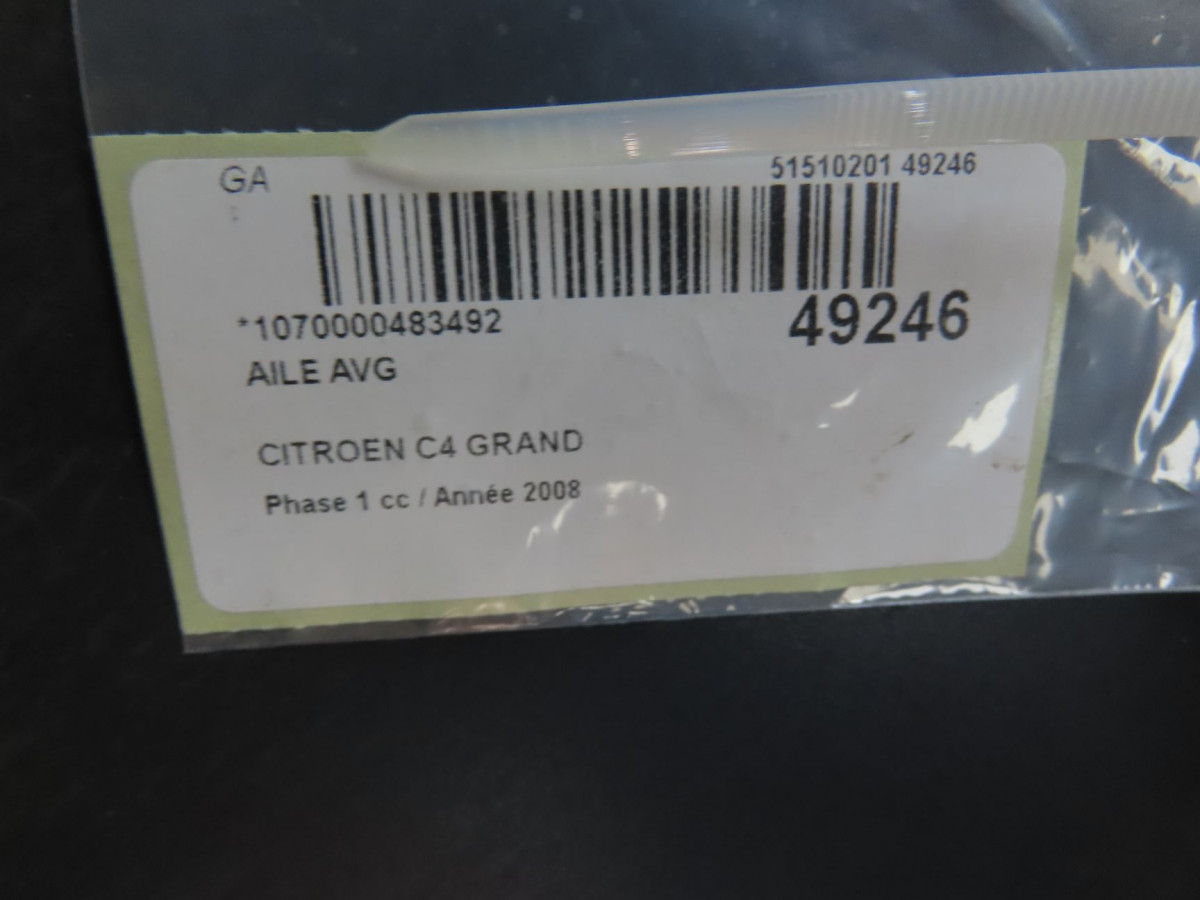 GA
51510201 49246
*1070000483492
49246
AILE AVG
CITROEN C4 GRAND
Phase 1 cc / Année 2008